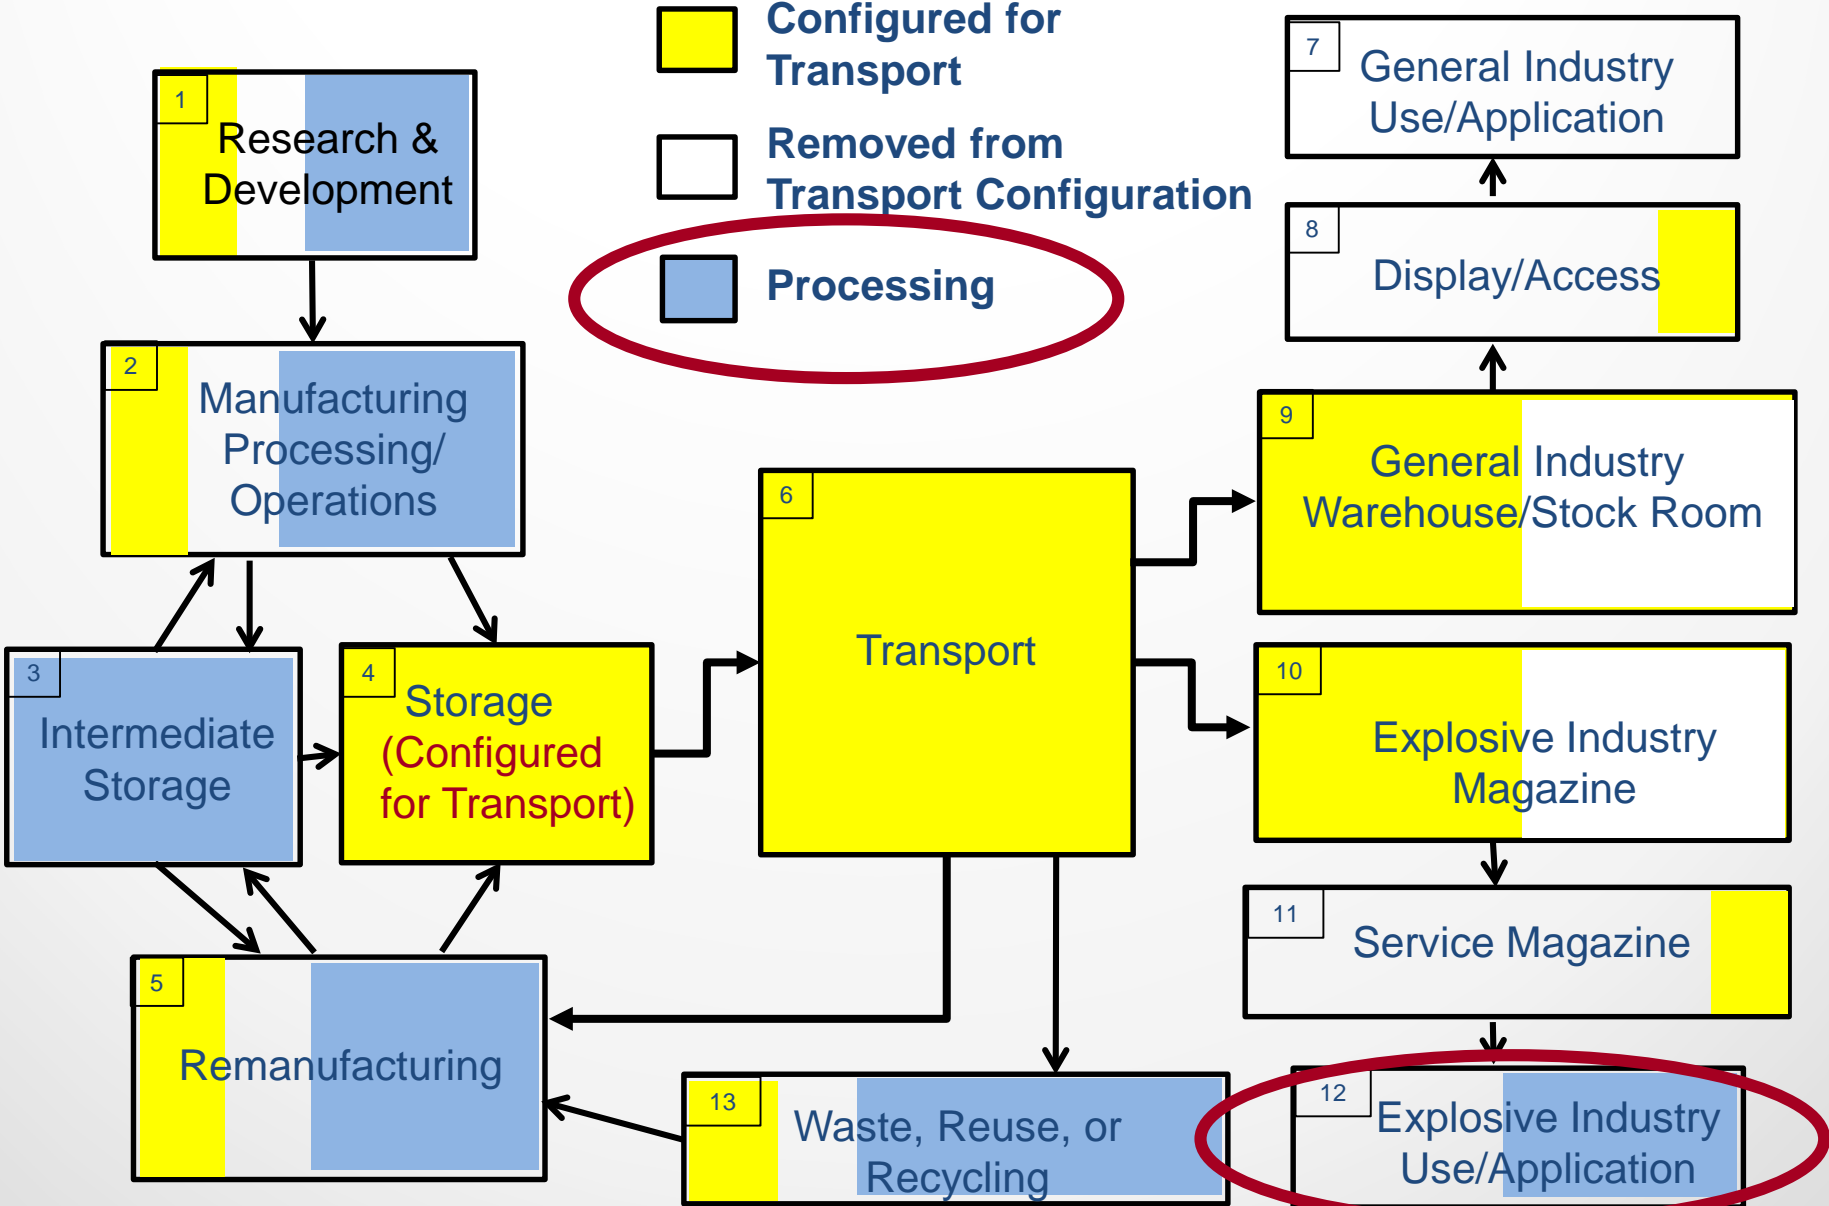 Configured for
Transport
Removed from
Transport Configuration
Processing
1
Research &
Development
2
Manufacturing
Processing/
Operations
3
Intermediate
Storage
4
Storage
(Configured
for Transport)
5
Remanufacturing
6
Transport
7
General Industry
Use/Application
8
Display/Access
9
General Industry
Warehouse/Stock Room
10
Explosive Industry
Magazine
11
Service Magazine
12
Explosive Industry
Use/Application
13
Waste, Reuse, or
Recycling